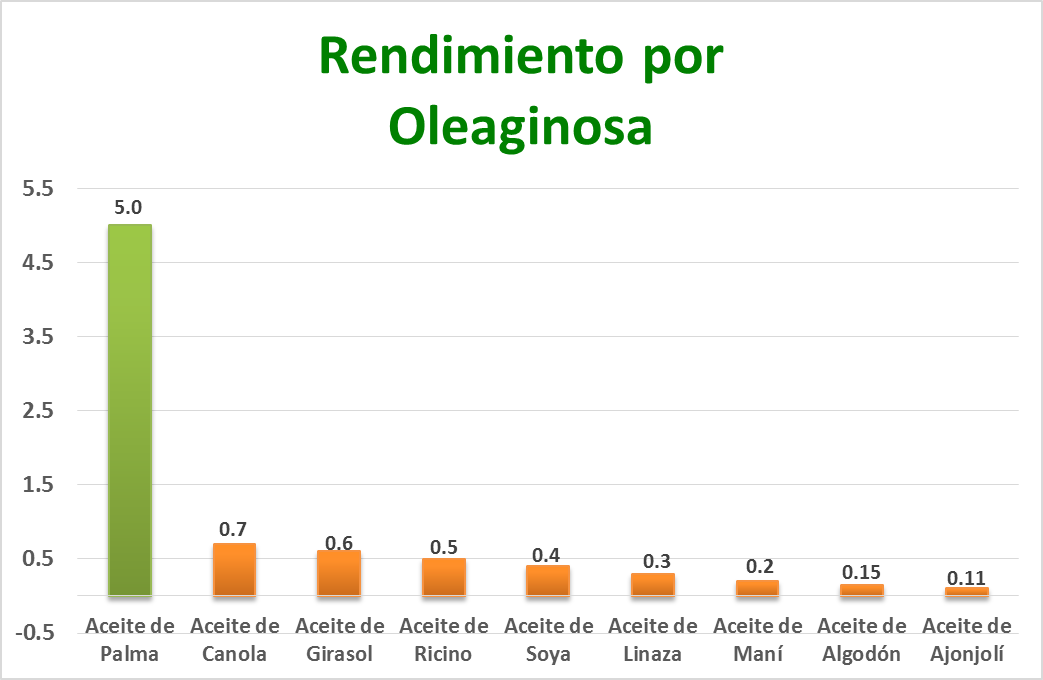 Rendimiento por
Oleaginosa
5.5
4.5
3.5
2.5
1.5
0.5
-0.5
5.0
0.7
0.6
0.5
0.4
0.3
0.2
0.15
0.11
Aceite de
Palma
Aceite de
Canola
Aceite de
Girasol
Aceite de
Ricino
Aceite de
Soya
Aceite de
Linaza
Aceite de
Maní
Aceite de
Algodón
Aceite de
Ajonjolí